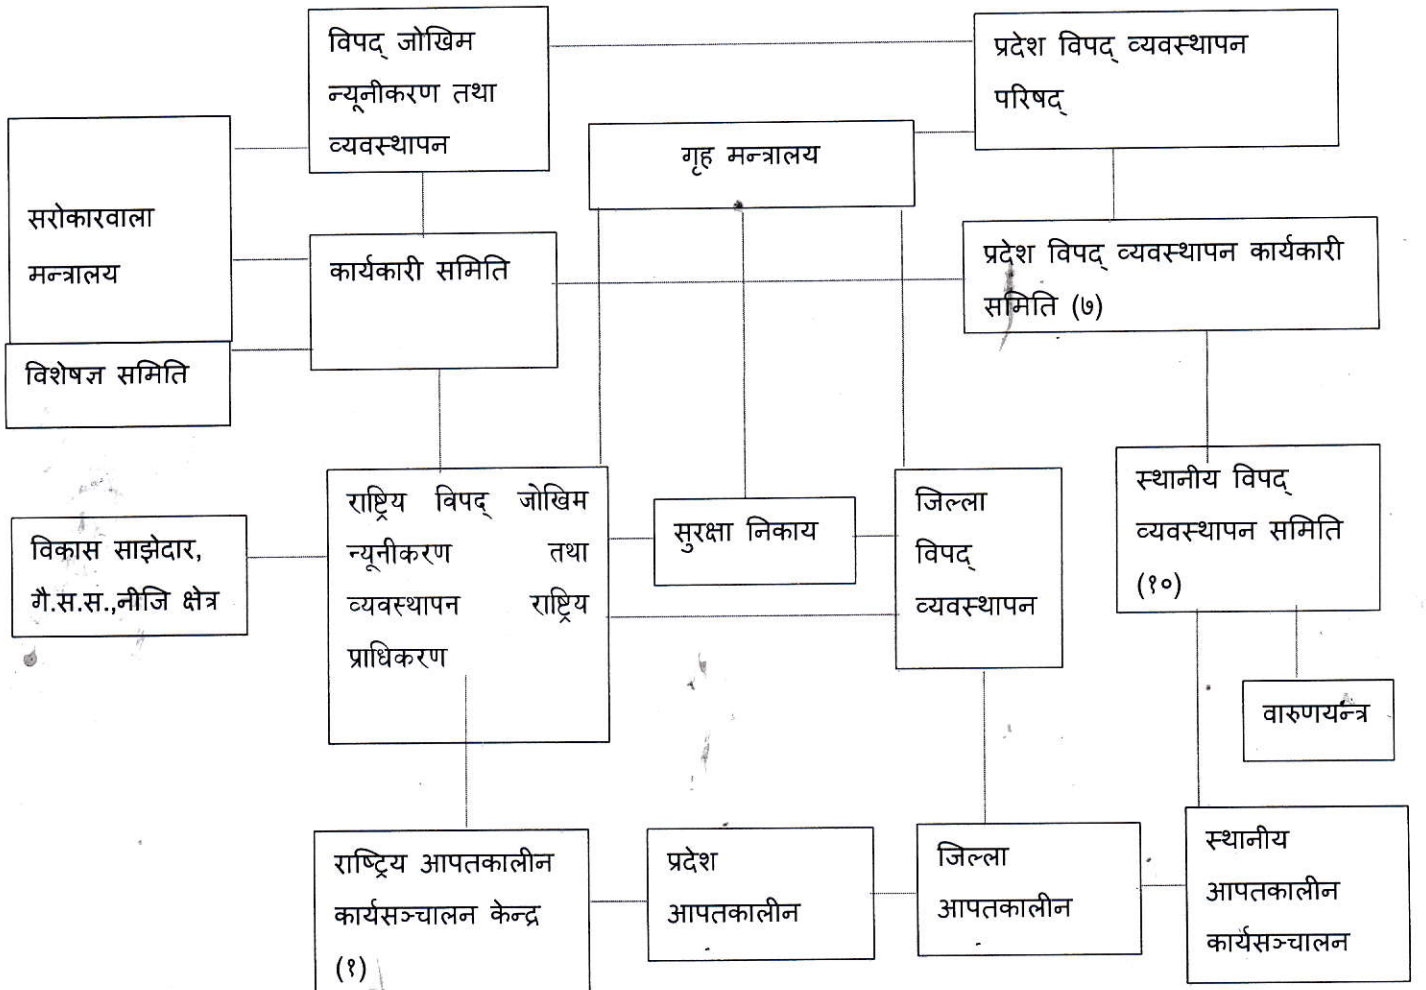 विपद् जोखिम
न्यूनीकरण तथा
व्यवस्थापन
प्रदेश विपद् व्यवस्थापन
परिषद्
गृह मन्त्रालय
सरोकारवाला
मन्त्रालय
कार्यकारी समिति
प्रदेश विपद् व्यवस्थापन कार्यकारी
समिति (७)
विशेषज्ञ समिति
राष्ट्रिय विपद् जोखिम
न्यूनीकरण तथा
व्यवस्थापन राष्ट्रिय
प्राधिकरण
सुरक्षा निकाय
जिल्ला
विपद्
व्यवस्थापन
स्थानीय विपद्
व्यवस्थापन समिति
(१०)
विकास साझेदार,
गै.स.स.,नीजि क्षेत्र
वारुणयन्त्र
राष्ट्रिय आपतकालीन
कार्यसञ्चालन केन्द्र
(१)
प्रदेश
आपतकालीन
जिल्ला
आपतकालीन
स्थानीय
आपतकालीन
कार्यसञ्चालन